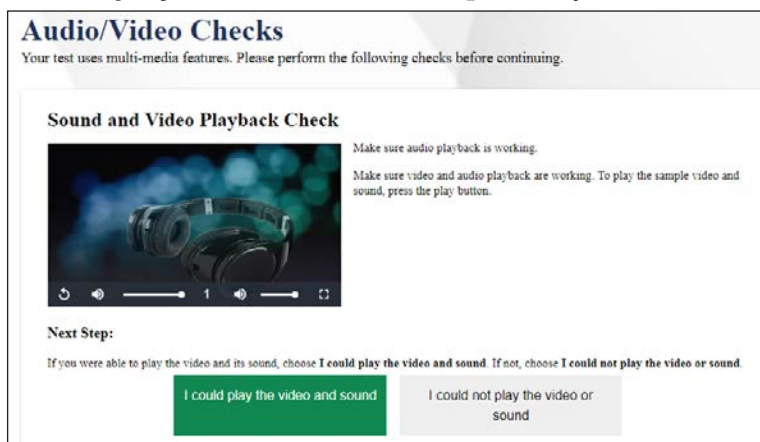 Audio/Video Checks
Your test uses multi-media features. Please perform the following checks before continuing.
Sound and Video Playback Check
Make sure audio playback is working.
Make sure video and audio playback are working. To play the sample video and
sound, press the play button.
1
Next Step:
If you were able to play the video and its sound, choose I could play the video and sound. If not, choose I could not play the video or sound.
I could play the video and sound
I could not play the video or
sound